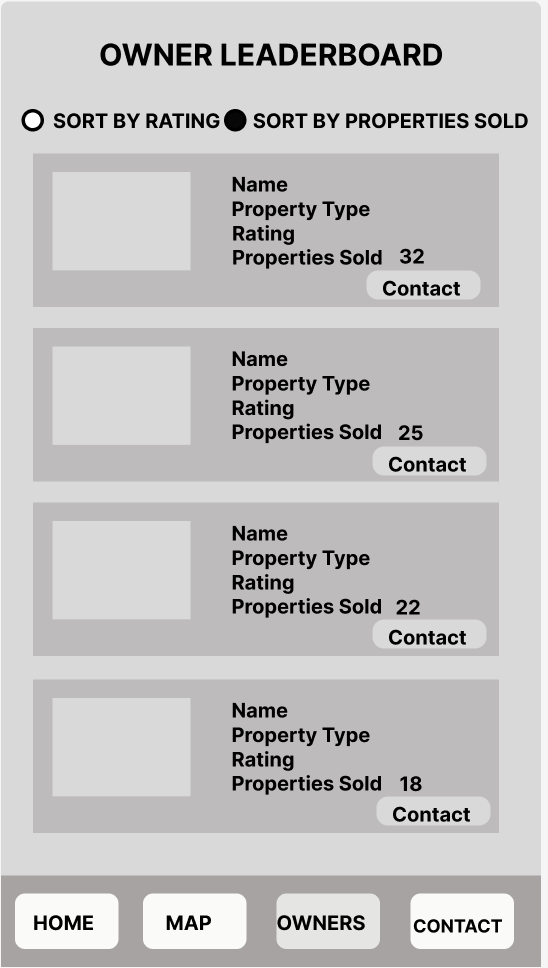 OWNER LEADERBOARD
SORT BY RATING SORT BY PROPERTIES SOLD
Name
Property Type
Rating
Properties Sold 32
Contact
Name
Property Type
Rating
Properties Sold 25
Contact
Name
Property Type
Rating
Properties Sold 22
Contact
Name
Property Type
Rating
Properties Sold 18
Contact
HOME MAP OWNERS CONTACT